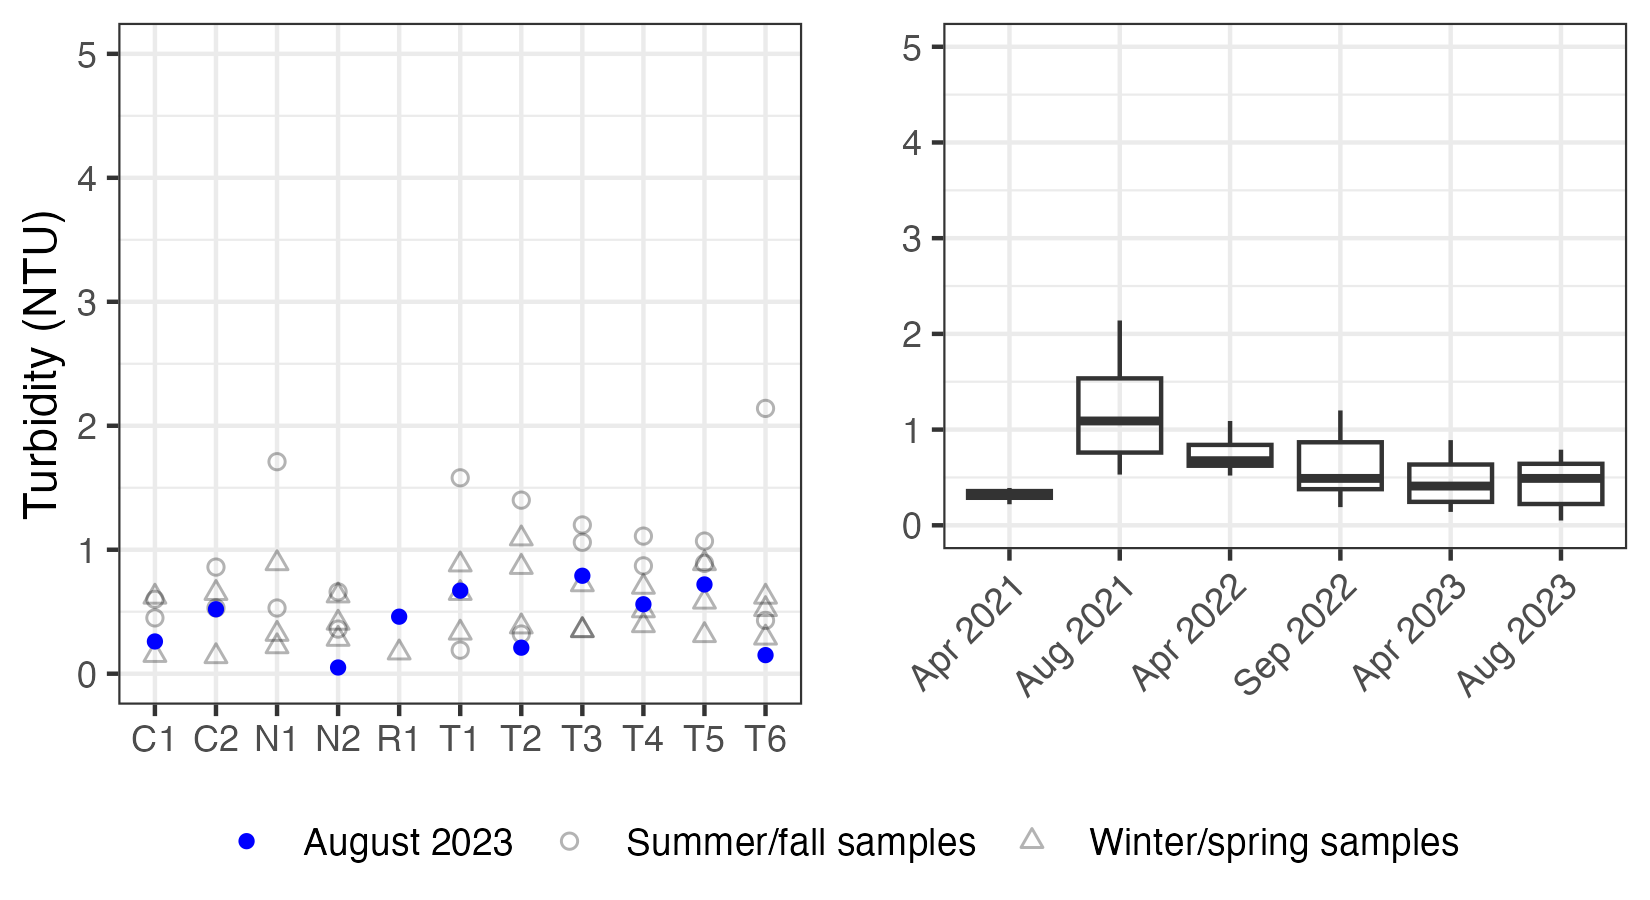 Turbidity (NTU)
5
4
3
2
1
0
C1 C2 N1 N2 R1 T1 T2 T3 T4 T5 T6
5
4
3
2
1
0
Apr 2021
Aug 2021
Apr 2022
Sep 2022
Apr 2023
Aug 2023
August 2023 Summer/fall samples Winter/spring samples